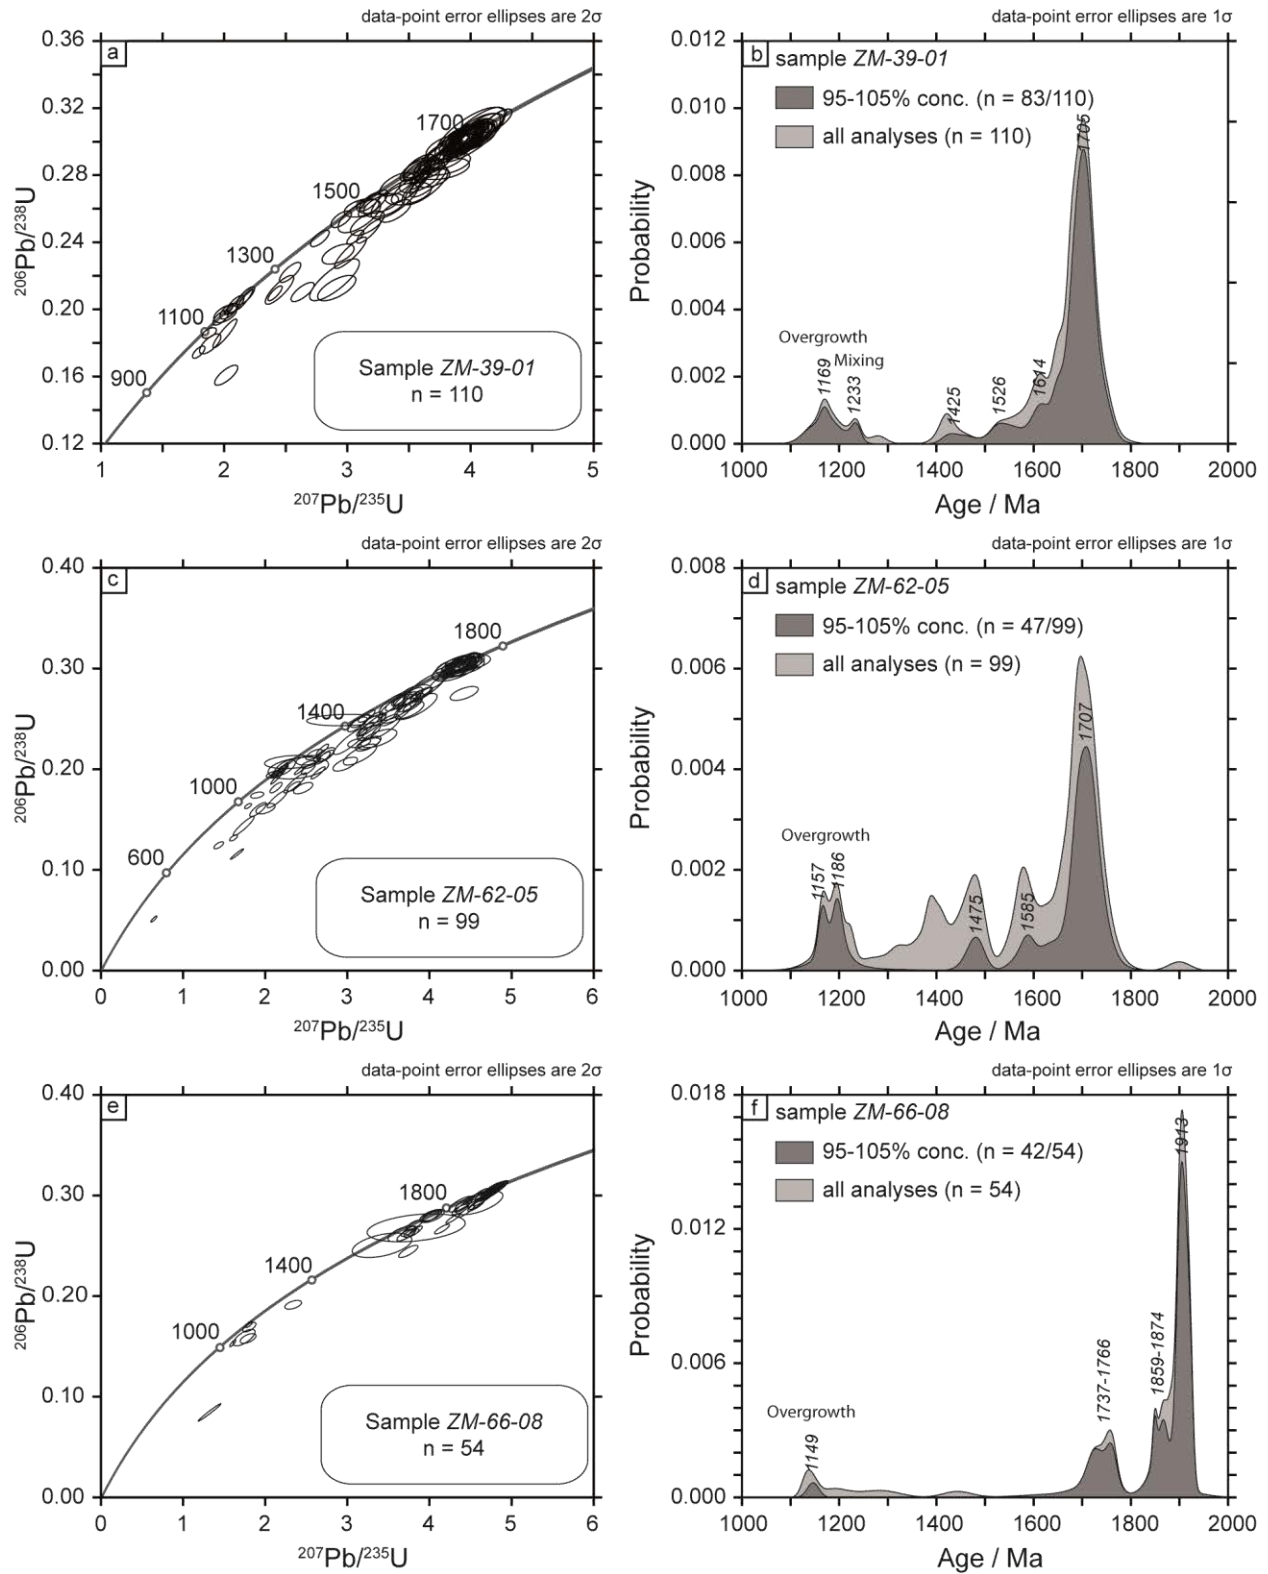 data-point error ellipses are 2σ
a
0.36
0.32
0.28
0.24
0.20
0.16
0.12
1700
1500
1300
1100
900
Sample ZM-39-01
n = 110
1 2 3 4 5
206Pb/238U
207Pb/235U
data-point error ellipses are 1σ
b
sample ZM-39-01
95-105% conc. (n = 83/110)
all analyses (n = 110)
0.012
0.010
0.008
0.006
0.004
0.002
0.000
Probability
1705
Overgrowth
Mixing
1169
1233
1425
1526
1614
1000 1200 1400 1600 1800 2000
Age / Ma
data-point error ellipses are 2σ
c
0.40
0.30
0.20
0.10
0.00
1800
1400
1000
600
Sample ZM-62-05
n = 99
0 1 2 3 4 5 6
206Pb/238U
207Pb/235U
data-point error ellipses are 1σ
d
sample ZM-62-05
95-105% conc. (n = 47/99)
all analyses (n = 99)
0.008
0.006
0.004
0.002
0.000
Probability
Overgrowth
1157
1186
1475
1585
1707
1000 1200 1400 1600 1800 2000
Age / Ma
data-point error ellipses are 2σ
e
0.40
0.30
0.20
0.10
0.00
1800
1400
1000
Sample ZM-66-08
n = 54
0 1 2 3 4 5 6
206Pb/238U
207Pb/235U
data-point error ellipses are 1σ
f
sample ZM-66-08
95-105% conc. (n = 42/54)
all analyses (n = 54)
0.018
0.012
0.006
0.000
Probability
1913
1859-1874
1737-1766
Overgrowth
1149
1000 1200 1400 1600 1800 2000
Age / Ma